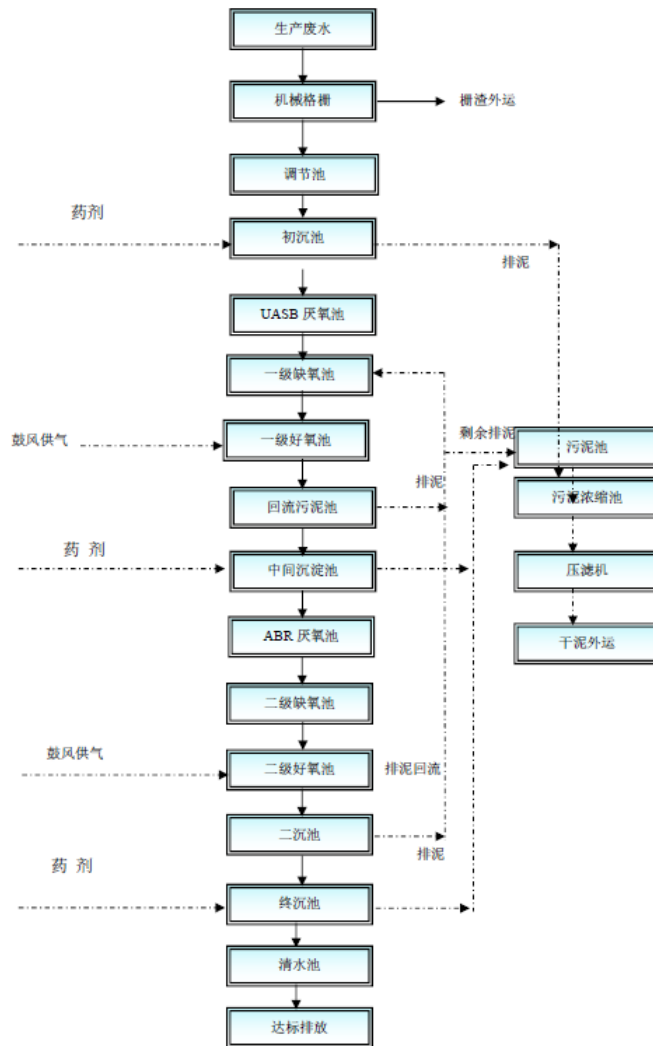 生产废水
机械格栅
栅渣外运
调节池
药剂
初沉池
排泥
UASB 厌氧池
一级缺氧池
鼓风供气
一级好氧池
剩余排泥
污泥池
排泥
污泥浓缩池
回流污泥池
药 剂
中间沉淀池
压滤机
ABR 厌氧池
干泥外运
二级缺氧池
鼓风供气
二级好氧池
排泥回流
二沉池
排泥
药 剂
终沉池
清水池
达标排放